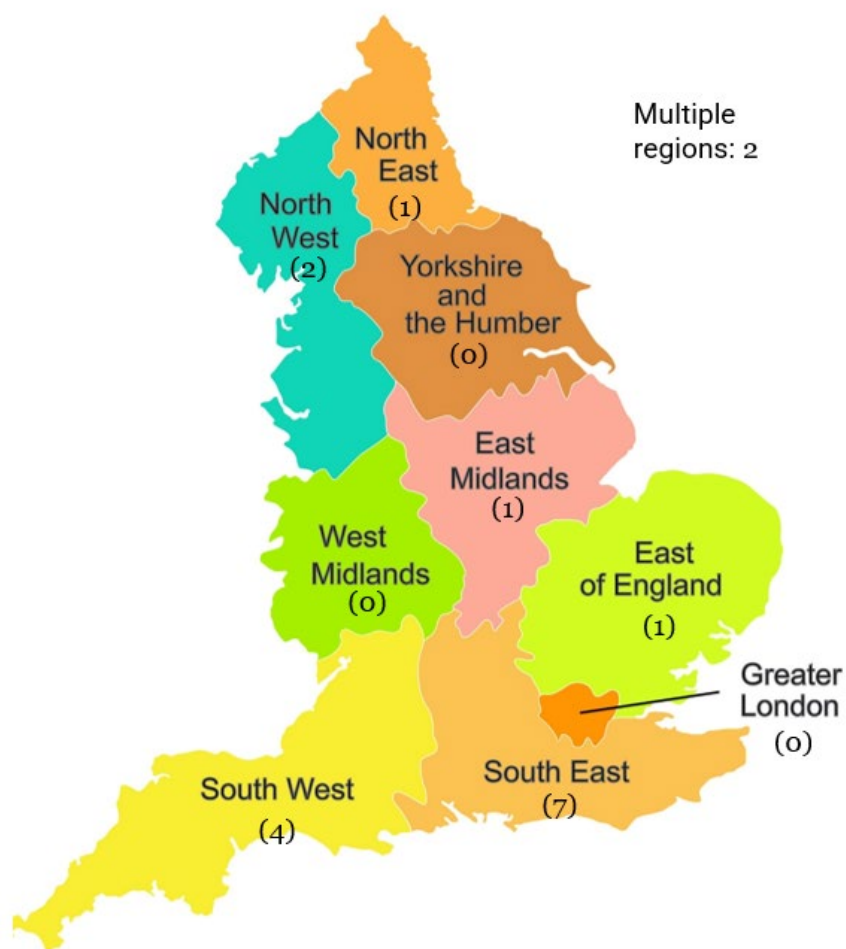 Multiple
regions: 2
North
East
(1)
North
West
(2)
Yorkshire
and
the Humber
(0)
East
Midlands
(1)
West
Midlands
(0)
East
of England
(1)
Greater
London
(0)
South East
(7)
South West
(4)